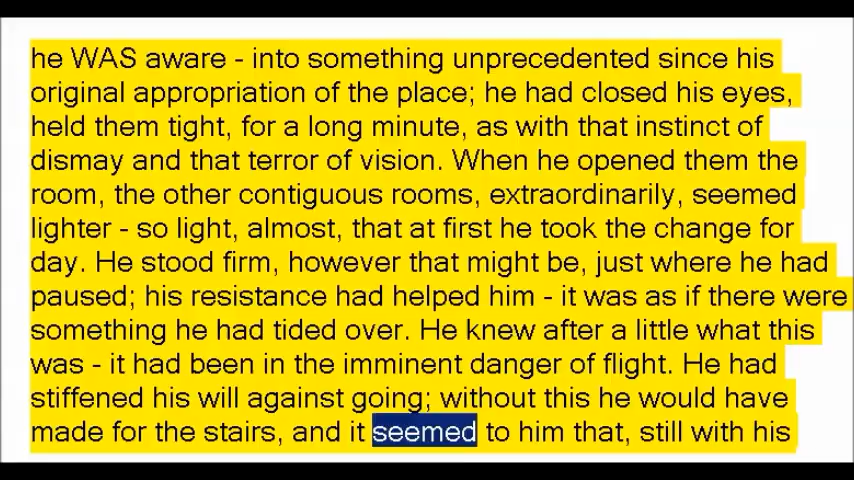 he WAS aware - into something unprecedented since his
original appropriation of the place; he had closed his eyes,
held them tight, for a long minute, as with that instinct of
dismay and that terror of vision. When he opened them the
room, the other contiguous rooms, extraordinarily, seemed
lighter - so light, almost, that at first he took the change for
day. He stood firm, however that might be, just where he had
paused; his resistance had helped him - it was as if there were
something he had tided over. He knew after a little what this
was - it had been in the imminent danger of flight. He had
stiffened his will against going; without this he would have
made for the stairs, and it seemed to him that, still with his